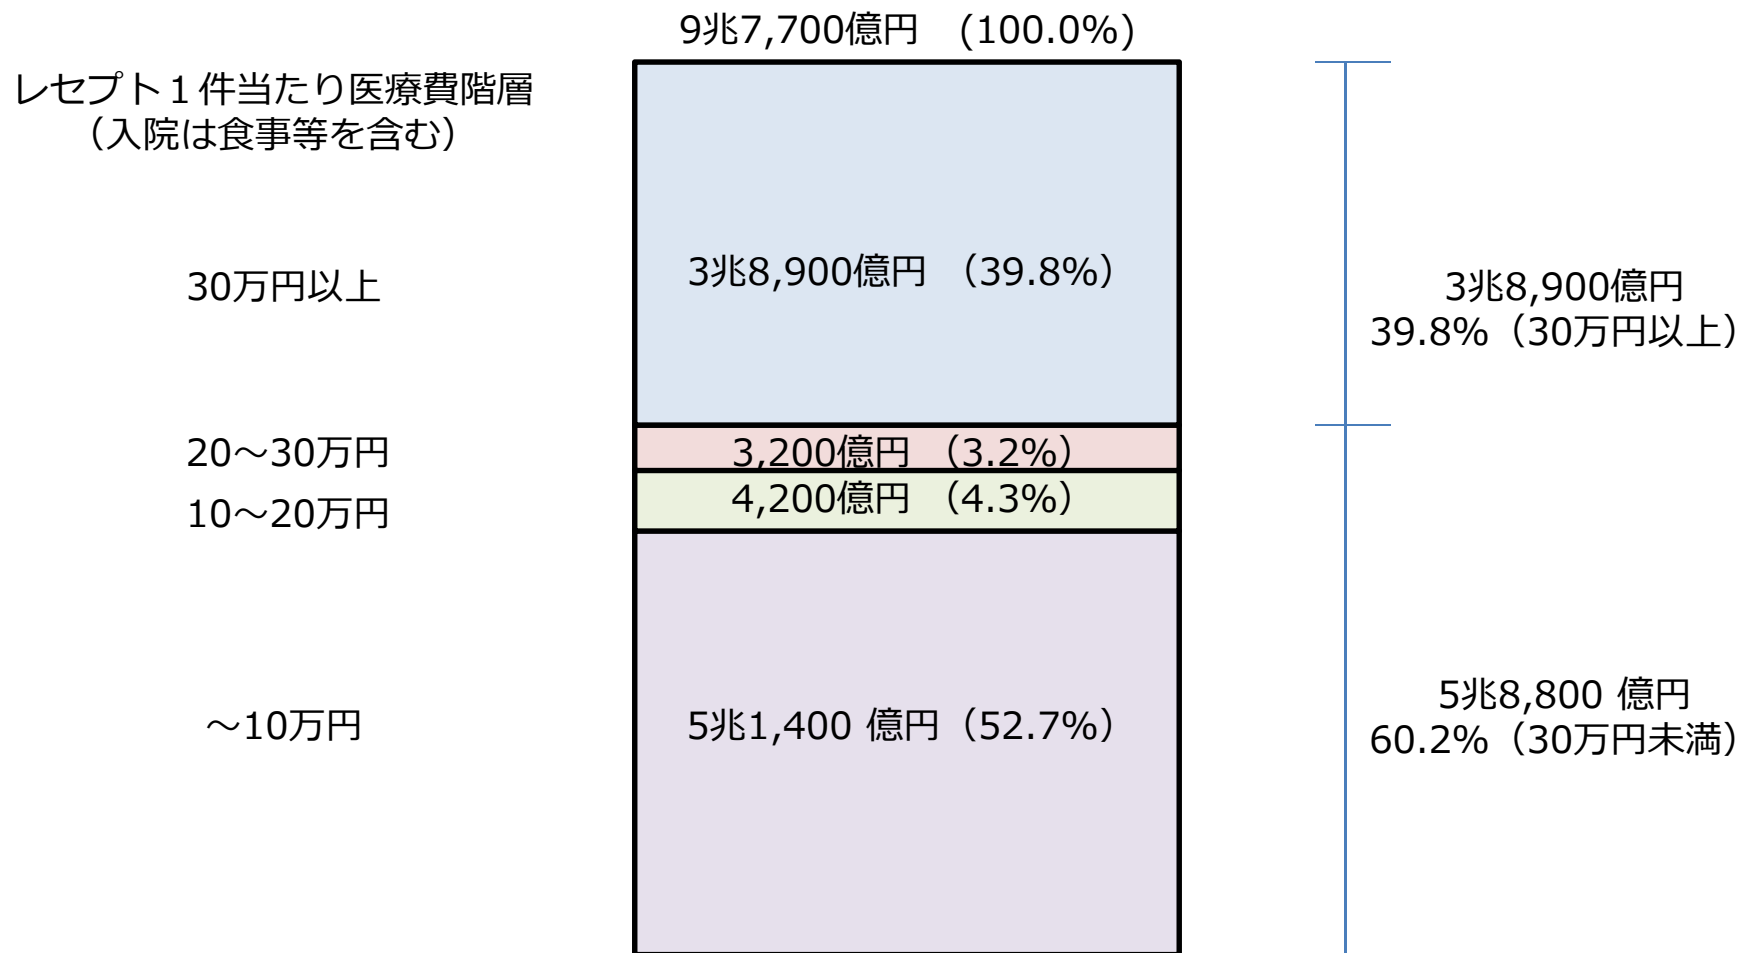 9兆7,700億円　(100.0%)
レセプト１件当たり医療費階層
（入院は食事等を含む）
30万円以上
3兆8,900億円　（39.8%）
3兆8,900億円
39.8%（30万円以上）
20～30万円
3,200億円　（3.2%）
10～20万円
4,200億円　（4.3%）
～10万円
5兆1,400 億円（52.7%）
5兆8,800 億円
60.2%（30万円未満）